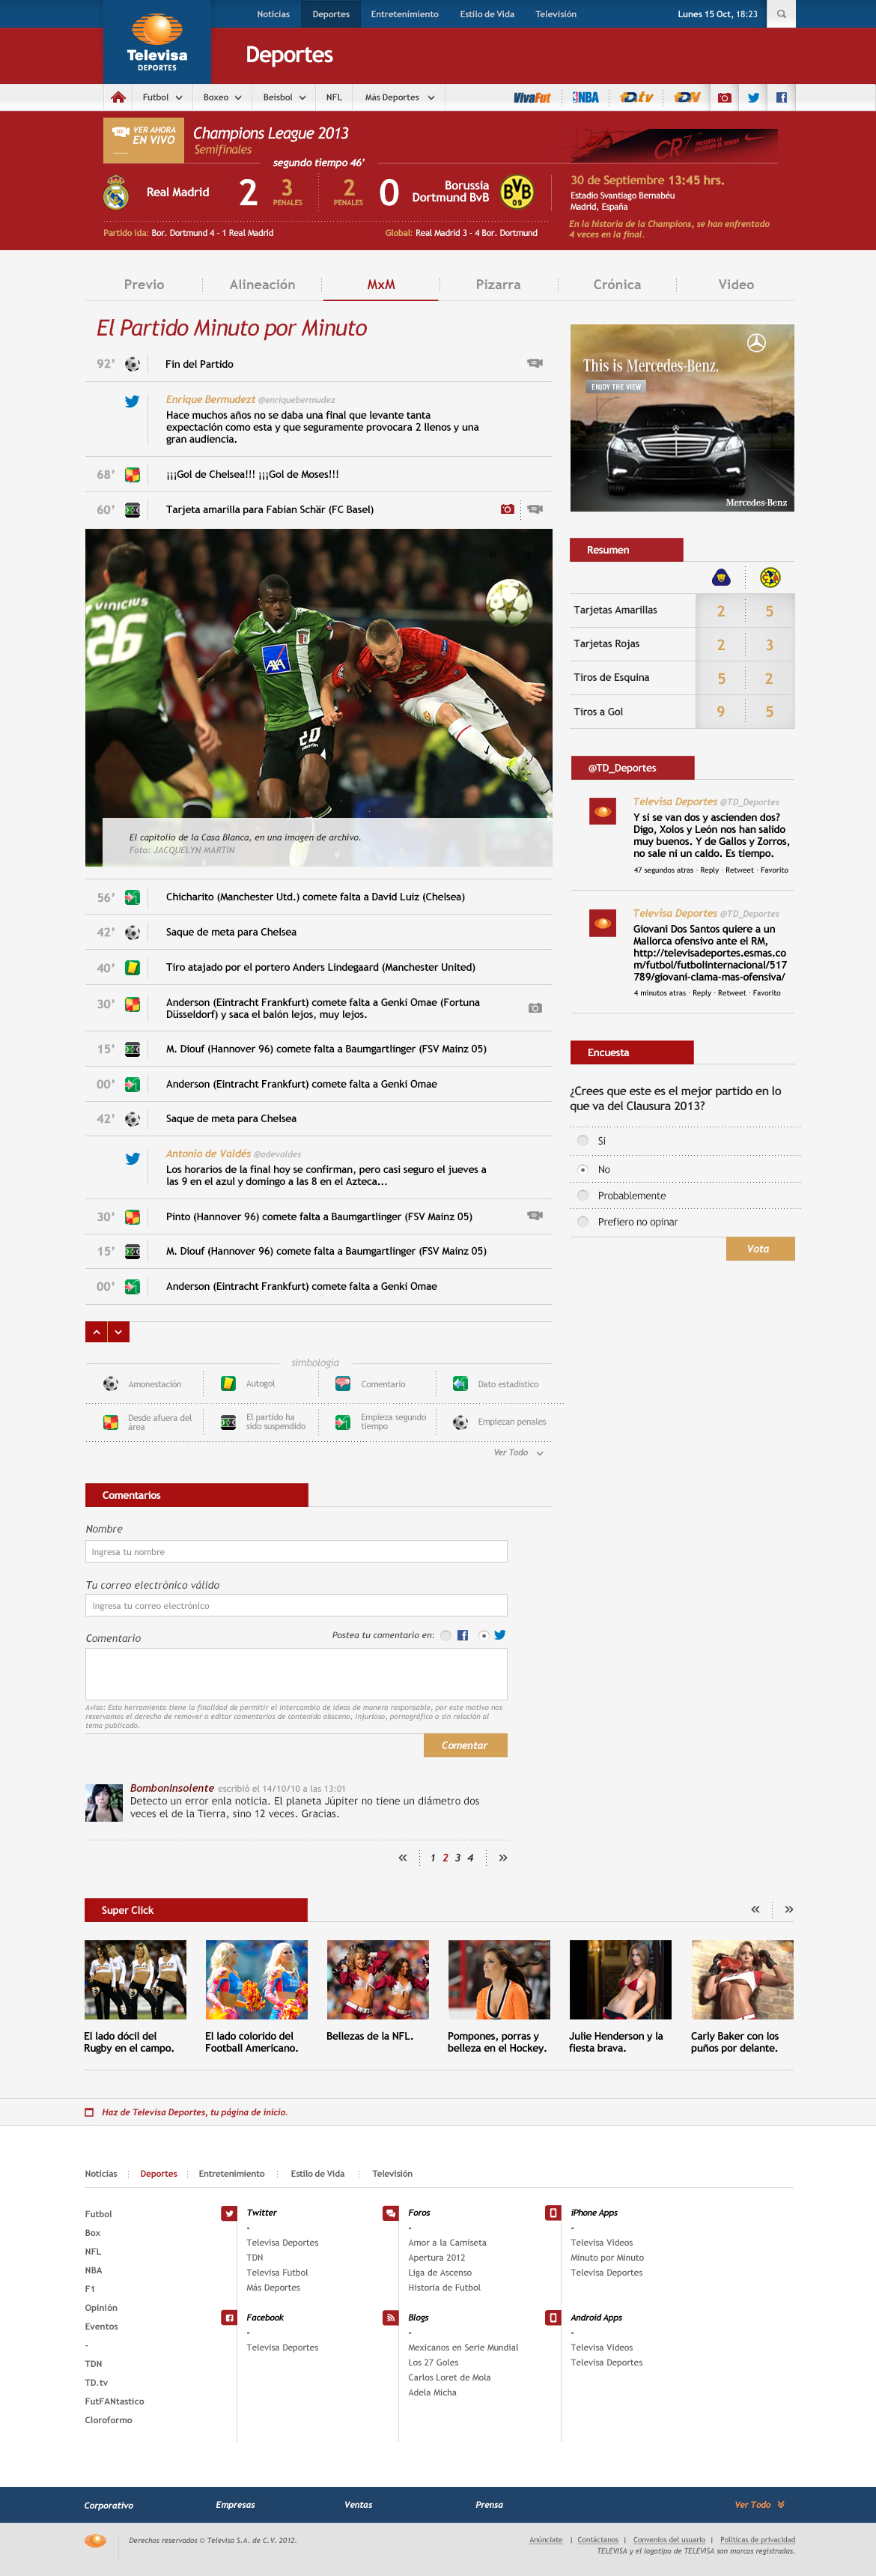 Noticias Deportes Entretenimiento Estilo de Vida Televisión Lunes 15 Oct, 18:23
Televisa
DEPORTES
Deportes
Futbol Boxeo Beisbol NFL Más Deportes VivaFut NBA TD.tv TDN
VER AHORA
EN VIVO
Champions League 2013
Semifinales
segundo tiempo 46'
Real Madrid 2 3 PENALES 2 PENALES 0 Borussia Dortmund BvB
BVB 09
Partido ida: Bor. Dortmund 4 - 1 Real Madrid Global: Real Madrid 3 - 4 Bor. Dortmund
CR7 PRESENTA LA
30 de Septiembre 13:45 hrs.
Estadio Svantiago Bernabéu
Madrid, España
En la historia de la Champions, se han enfrentado
4 veces en la final.
Previo Alineación MxM Pizarra Crónica Video
El Partido Minuto por Minuto
92' Fin del Partido
Enrique Bermudezt @enriquebermudez
Hace muchos años no se daba una final que levante tanta
expectación como esta y que seguramente provocara 2 llenos y una
gran audiencia.
68' ¡¡¡Gol de Chelsea!!! ¡¡¡Gol de Moses!!!
60' Tarjeta amarilla para Fabian Schär (FC Basel)
VINICIUS
26
AXA
20
El capitolio de la Casa Blanca, en una imagen de archivo.
Foto: JACQUELYN MARTIN
56' Chicharito (Manchester Utd.) comete falta a David Luiz (Chelsea)
42' Saque de meta para Chelsea
40' Tiro atajado por el portero Anders Lindegaard (Manchester United)
30' Anderson (Eintracht Frankfurt) comete falta a Genki Omae (Fortuna
Düsseldorf) y saca el balón lejos, muy lejos.
15' M. Diouf (Hannover 96) comete falta a Baumgartlinger (FSV Mainz 05)
00' Anderson (Eintracht Frankfurt) comete falta a Genki Omae
42' Saque de meta para Chelsea
Antonio de Valdés @adevaldes
Los horarios de la final hoy se confirman, pero casi seguro el jueves a
las 9 en el azul y domingo a las 8 en el Azteca...
30' Pinto (Hannover 96) comete falta a Baumgartlinger (FSV Mainz 05)
15' M. Diouf (Hannover 96) comete falta a Baumgartlinger (FSV Mainz 05)
00' Anderson (Eintracht Frankfurt) comete falta a Genki Omae
simbología
Amonestación Autogol Comentario Dato estadístico
Desde afuera del área El partido ha sido suspendido Empieza segundo tiempo Empiezan penales
Ver Todo
This is Mercedes-Benz.
ENJOY THE VIEW
Mercedes-Benz
Resumen
Tarjetas Amarillas 2 5
Tarjetas Rojas 2 3
Tiros de Esquina 5 2
Tiros a Gol 9 5
@TD_Deportes
Televisa Deportes @TD_Deportes
Y si se van dos y ascienden dos?
Digo, Xolos y León nos han salido
muy buenos. Y de Gallos y Zorros,
no sale ni un caldo. Es tiempo.
47 segundos atras · Reply · Retweet · Favorito
Televisa Deportes @TD_Deportes
Giovani Dos Santos quiere a un
Mallorca ofensivo ante el RM,
http://televisadeportes.esmas.co
m/futbol/futbolinternacional/517
789/giovani-clama-mas-ofensiva/
4 minutos atras · Reply · Retweet · Favorito
Encuesta
¿Crees que este es el mejor partido en lo
que va del Clausura 2013?
Si
No
Probablemente
Prefiero no opinar
Vota
Comentarios
Nombre
Ingresa tu nombre
Tu correo electrónico válido
Ingresa tu correo electrónico
Comentario Postea tu comentario en:
Aviso: Esta herramienta tiene la finalidad de permitir el intercambio de ideas de manera responsable, por este motivo nos
reservamos el derecho de remover o editar comentarios de contenido obsceno, injurioso, pornográfico o sin relación al
tema publicado.
Comentar
BombonInsolente escribió el 14/10/10 a las 13:01
Detecto un error enla noticia. El planeta Júpiter no tiene un diámetro dos
veces el de la Tierra, sino 12 veces. Gracias.
« 1 2 3 4 »
Super Click « »
El lado dócil del
Rugby en el campo.
El lado colorido del
Football Americano.
Bellezas de la NFL.
Pompones, porras y
belleza en el Hockey.
Julie Henderson y la
fiesta brava.
Carly Baker con los
puños por delante.
Haz de Televisa Deportes, tu página de inicio.
Noticias Deportes Entretenimiento Estilo de Vida Televisión
Futbol
Box
NFL
NBA
F1
Opinión
Eventos
-
TDN
TD.tv
FutFANtastico
Cloroformo
Twitter
-
Televisa Deportes
TDN
Televisa Futbol
Más Deportes
Facebook
-
Televisa Deportes
Foros
-
Amor a la Camiseta
Apertura 2012
Liga de Ascenso
Historia de Futbol
Blogs
-
Mexicanos en Serie Mundial
Los 27 Goles
Carlos Loret de Mola
Adela Micha
iPhone Apps
-
Televisa Videos
Minuto por Minuto
Televisa Deportes
Android Apps
-
Televisa Videos
Televisa Deportes
Corporativo Empresas Ventas Prensa Ver Todo
Derechos reservados © Televisa S.A. de C.V. 2012.
Anúnciate | Contáctanos | Convenios del usuario | Políticas de privacidad
TELEVISA y el logotipo de TELEVISA son marcas registradas.